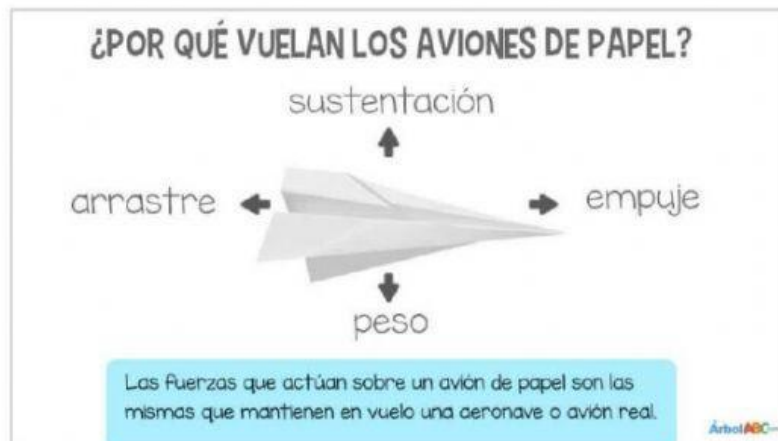 ¿POR QUÉ VUELAN LOS AVIONES DE PAPEL?
sustentación
arrastre
empuje
peso
Las fuerzas que actúan sobre un avión de papel son las
mismas que mantienen en vuelo una aeronave o avión real.
ÁrbolABC